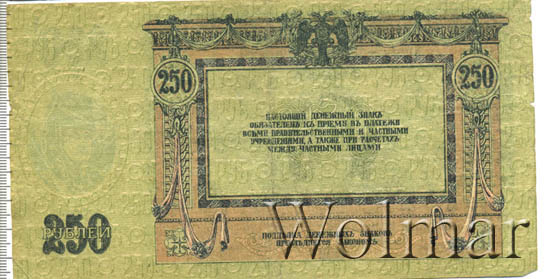 250
250
НАСТОЯЩІЙ ДЕНЕЖНЫЙ ЗНАКЪ
ОБЯЗАТЕЛЕНЪ КЪ ПРІЕМУ ВЪ ПЛАТЕЖИ
ВСѢМИ ПРАВИТЕЛЬСТВЕННЫМИ И ЧАСТНЫМИ
УЧРЕЖДЕНІЯМИ, А ТАКЖЕ ПРИ РАСЧЕТАХЪ
МЕЖДУ ЧАСТНЫМИ ЛИЦАМИ
250
РУБЛЕЙ
ПОДДѢЛКА ДЕНЕЖНЫХЪ ЗНАКОВЪ
ПРЕСЛѢДУЕТСЯ ЗАКОНОМЪ.
Wolmar